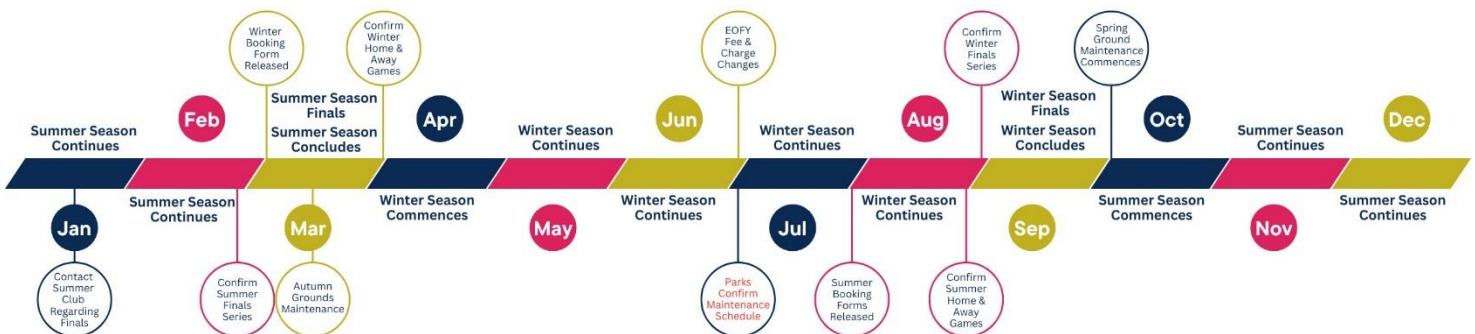 Winter
Booking
Form
Released
Confirm
Winter
Home &
Away
Games
EOFY
Fee &
Charge
Changes
Confirm
Winter
Finals
Series
Spring
Ground
Maintenance
Commences
Summer Season
Continues
Feb
Summer Season
Finals
Summer Season
Concludes
Apr
Winter Season
Continues
Jun
Winter Season
Continues
Aug
Winter Season
Finals
Winter Season
Concludes
Oct
Summer Season
Continues
Dec
Jan
Summer Season
Continues
Mar
Winter Season
Commences
May
Winter Season
Continues
Jul
Winter Season
Continues
Sep
Summer Season
Commences
Nov
Summer Season
Continues
Contact
Summer
Club
Regarding
Finals
Confirm
Summer
Finals
Series
Autumn
Grounds
Maintenance
Parks
Confirm
Maintenance
Schedule
Summer
Booking
Forms
Released
Confirm
Summer
Home &
Away
Games